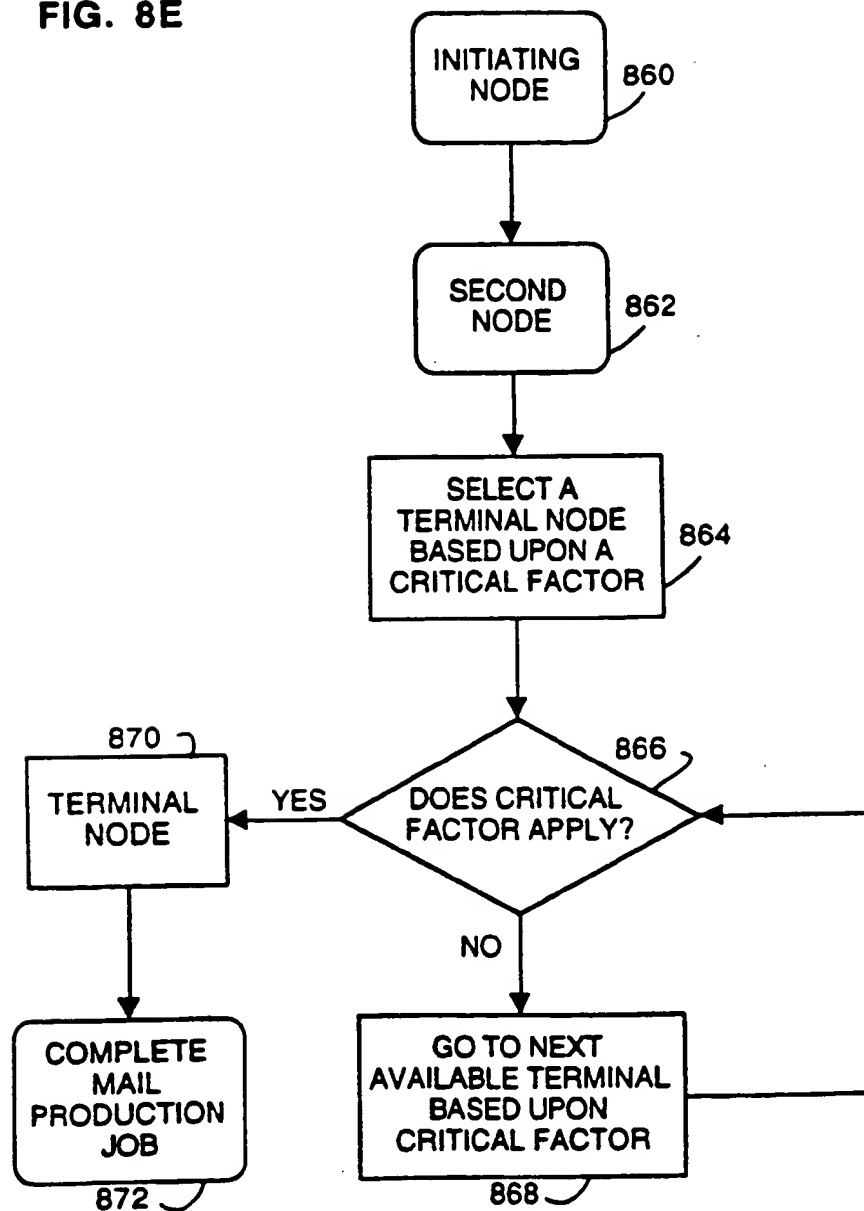 FIG. 8E
INITIATING
NODE
860
SECOND
NODE
862
SELECT A
TERMINAL NODE
BASED UPON A
CRITICAL FACTOR
864
870
866
TERMINAL
NODE
YES
DOES CRITICAL
FACTOR APPLY?
NO
COMPLETE
MAIL
PRODUCTION
JOB
872
GO TO NEXT
AVAILABLE TERMINAL
BASED UPON
CRITICAL FACTOR
868